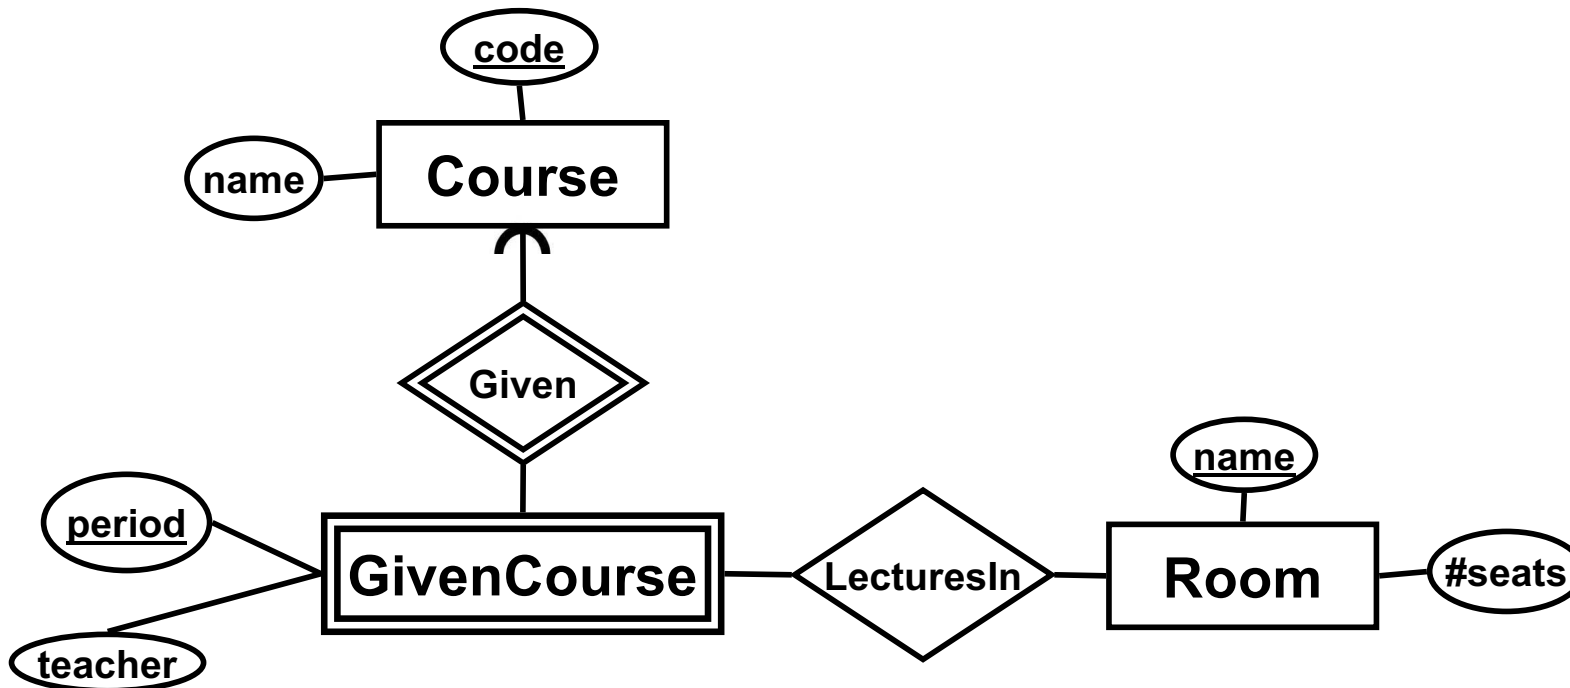 code
name
Course
Given
name
period
GivenCourse
LecturesIn
Room
#seats
teacher